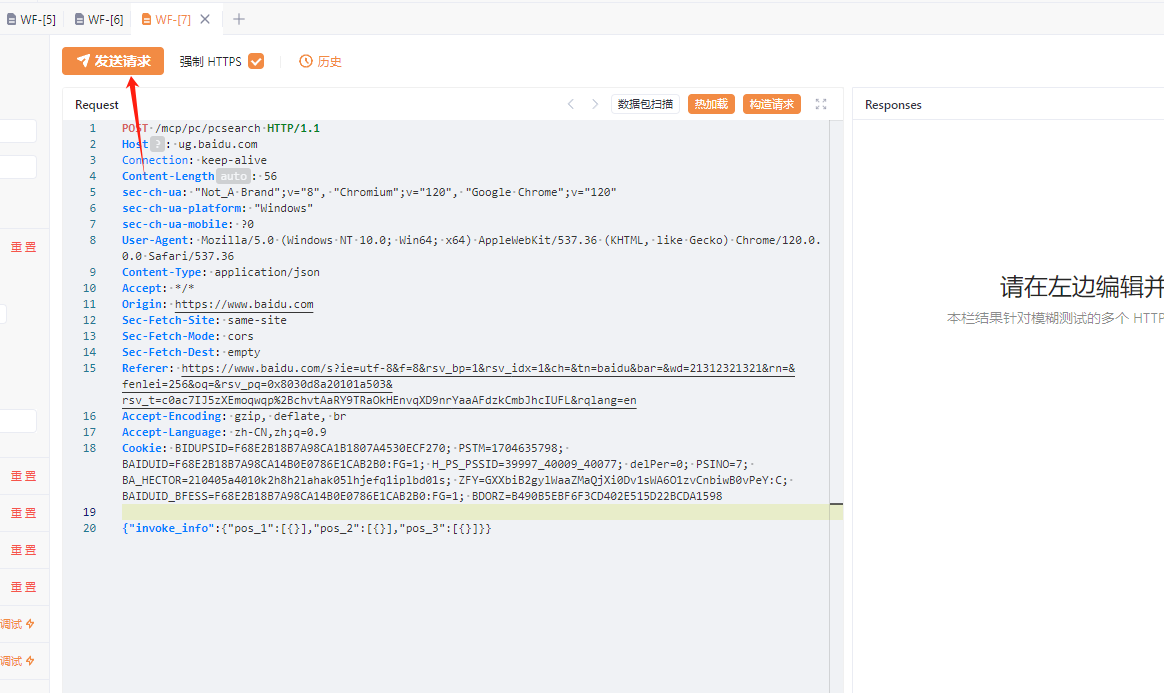 WF-[5] WF-[6] WF-[7]
发送请求 强制 HTTPS 历史
Request 数据包扫描 热加载 构造请求 Responses
1 POST /mcp/pc/pcsearch HTTP/1.1
2 Host ? : ug.baidu.com
3 Connection: keep-alive
4 Content-Length auto : 56
5 sec-ch-ua: "Not_A Brand";v="8", "Chromium";v="120", "Google Chrome";v="120"
6 sec-ch-ua-platform: "Windows"
7 sec-ch-ua-mobile: ?0
8 User-Agent: Mozilla/5.0 (Windows NT 10.0; Win64; x64) AppleWebKit/537.36 (KHTML, like Gecko) Chrome/120.0.
0.0 Safari/537.36
9 Content-Type: application/json
10 Accept: */*
11 Origin: https://www.baidu.com
12 Sec-Fetch-Site: same-site
13 Sec-Fetch-Mode: cors
14 Sec-Fetch-Dest: empty
15 Referer: https://www.baidu.com/s?ie=utf-8&f=8&rsv_bp=1&rsv_idx=1&ch=&tn=baidu&bar=&wd=21312321321&rn=&
fenlei=256&oq=&rsv_pq=0x8030d8a20101a503&
rsv_t=c0ac7IJ5zXEmoqwqp%2BchvtAaRY9TRaOkHEnvqXD9nrYaaAFdzkCmbJhcIUFL&rqlang=en
16 Accept-Encoding: gzip, deflate, br
17 Accept-Language: zh-CN,zh;q=0.9
18 Cookie: BIDUPSID=F68E2B18B7A98CA1B1807A4530ECF270; PSTM=1704635798;
BAIDUID=F68E2B18B7A98CA14B0E0786E1CAB2B0:FG=1; H_PS_PSSID=39997_40009_40077; delPer=0; PSINO=7;
BA_HECTOR=2l0405a4010k2h8h2lahak05lhjefq1iplbd01s; ZFY=GXXbiB2gylWaaZMaQjXi0Dv1sWA6O1zvCnbiwB0vPeY:C;
BAIDUID_BFESS=F68E2B18B7A98CA14B0E0786E1CAB2B0:FG=1; BDORZ=B490B5EBF6F3CD402E515D22BCDA1598
19
20 {"invoke_info":{"pos_1":[{}],"pos_2":[{}],"pos_3":[{}]}}
请在左边编辑并
本栏结果针对模糊测试的多个 HTTP
重置
重置
重置
重置
重置
调试
调试